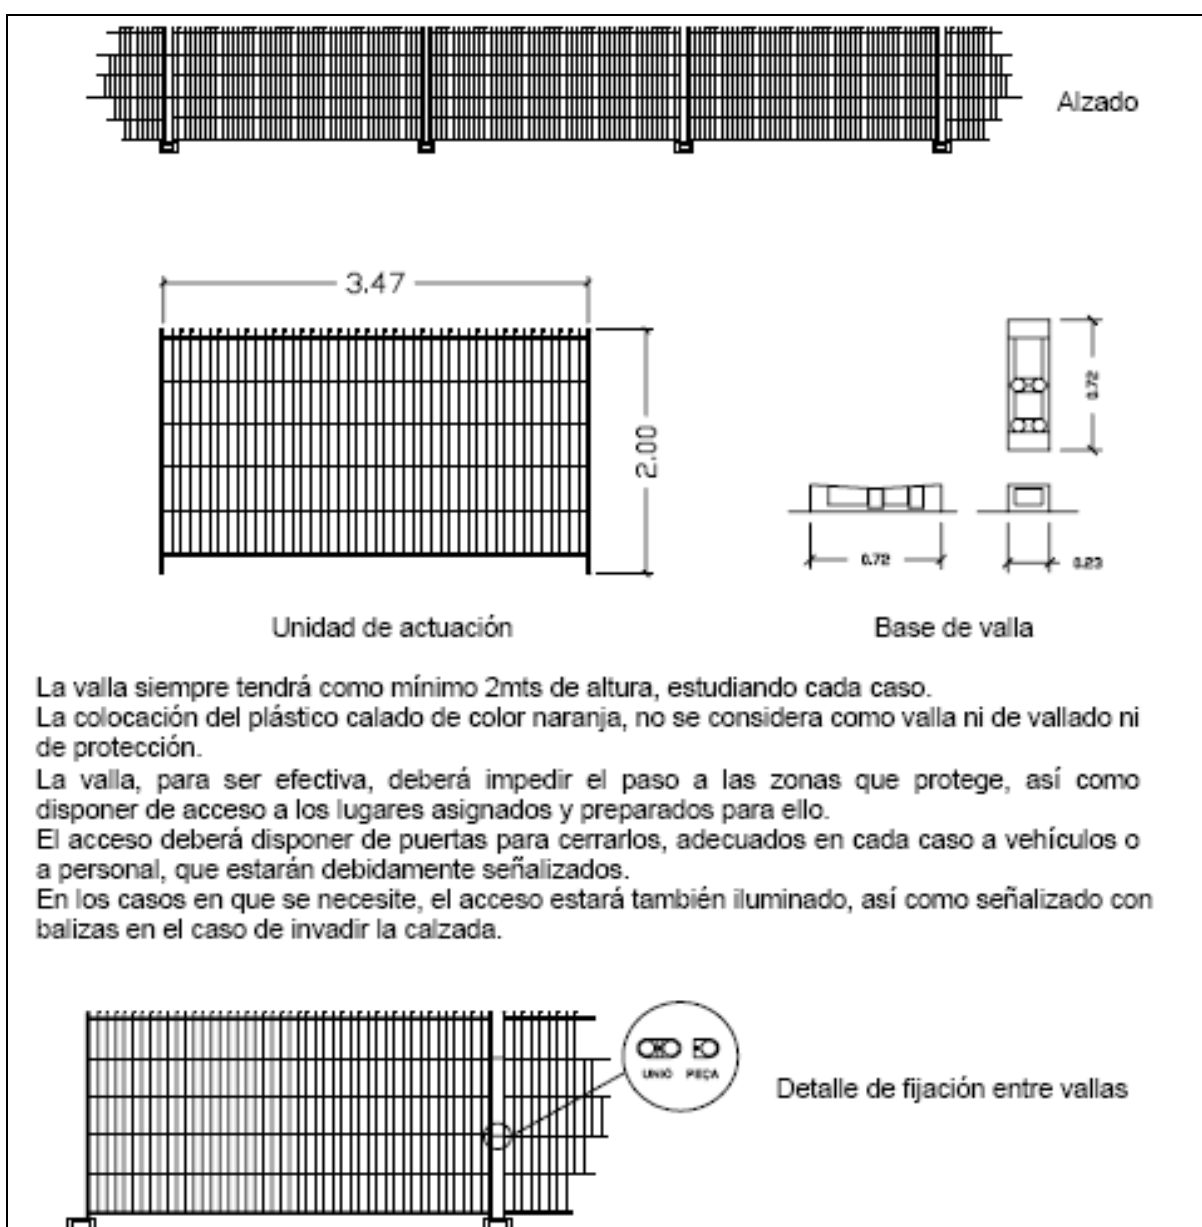 Alzado
3.47
2.00
0.72
0.72
0.23
Unidad de actuación
Base de valla
La valla siempre tendrá como mínimo 2mts de altura, estudiando cada caso.
La colocación del plástico calado de color naranja, no se considera como valla ni de vallado ni
de protección.
La valla, para ser efectiva, deberá impedir el paso a las zonas que protege, así como
disponer de acceso a los lugares asignados y preparados para ello.
El acceso deberá disponer de puertas para cerrarlos, adecuados en cada caso a vehículos o
a personal, que estarán debidamente señalizados.
En los casos en que se necesite, el acceso estará también iluminado, así como señalizado con
balizas en el caso de invadir la calzada.
UNIÓ PEÇA
Detalle de fijación entre vallas